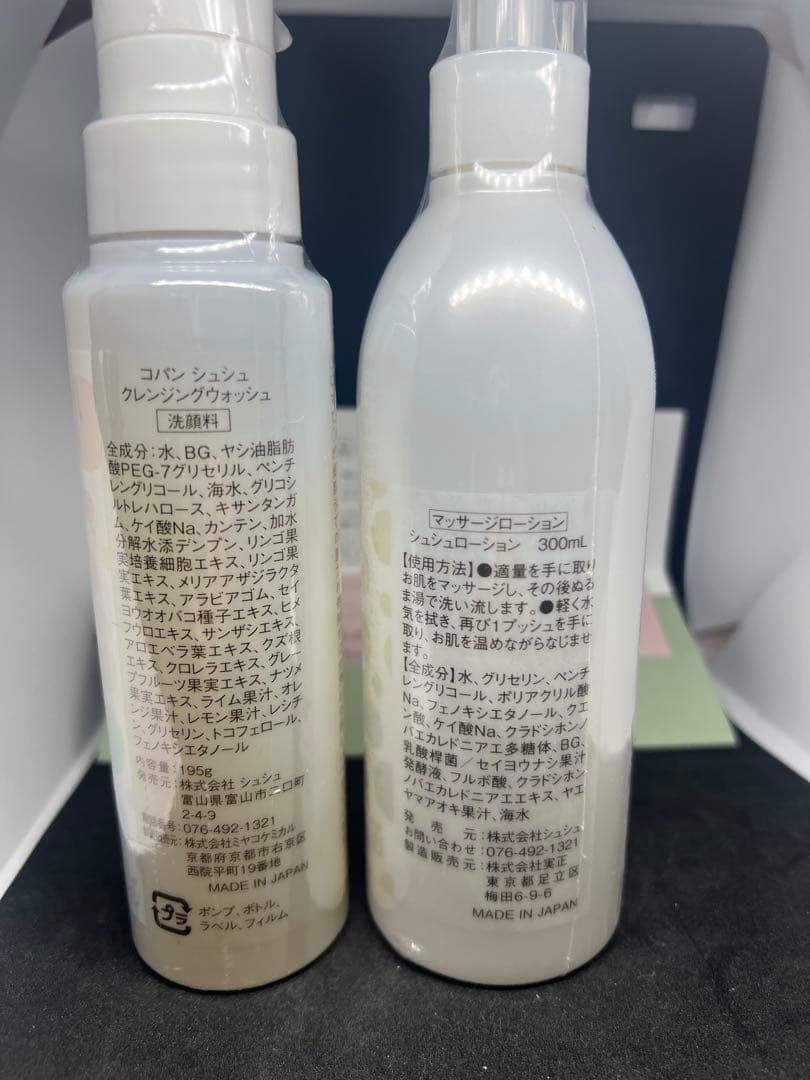 コパン シュシュ
クレンジングウォッシュ
洗顔料
全成分:水、BG、ヤシ油脂肪
酸PEG-7グリセリル、ペンチ
レングリコール、海水、グリコシ
ルトレハロース、キサンタンガ
ム、ケイ酸Na、カンテン、加水
分解水添デンプン、リンゴ果
実培養細胞エキス、リンゴ果
実エキス、メリアアザジラクタ
葉エキス、アラビアゴム、セイ
ヨウオオバコ種子エキス、ヒメ
フウロエキス、サンザシエキス、
アロエベラ葉エキス、クズ根
エキス、クロレラエキス、グレー
プフルーツ果実エキス、ナツメ
果実エキス、ライム果汁、オレ
ンジ果汁、レモン果汁、レシチ
ン、グリセリン、トコフェロール、
フェノキシエタノール
内容量:195g
発売元:株式会社 シュシュ
富山県富山市二口町
2-4-9
電話番号:076-492-1321
製造販売元:株式会社ミヤコケミカル
京都府京都市右京区
西院平町19番地
MADE IN JAPAN
プラ
ポンプ、ボトル、
ラベル、フィルム
マッサージローション
シュシュローション 300mL
【使用方法】●適量を手に取り
お肌をマッサージし、その後ぬる
ま湯で洗い流します。●軽く水
気を拭き、再び1プッシュを手に
取り、お肌を温めながらなじませ
ます。
【全成分】水、グリセリン、ペンチ
レングリコール、ポリアクリル酸
Na、フェノキシエタノール、クエ
ン酸、ケイ酸Na、クラドシホンノ
バエカレドニアエ多糖体、BG、
乳酸桿菌/セイヨウナシ果汁
発酵液、フルボ酸、クラドシホン
ノバエカレドニアエエキス、ヤエ
ヤマアオキ果汁、海水
発売元:株式会社シュシュ
お問い合わせ:076-492-1321
製造販売元:株式会社実正
東京都足立区
梅田6-9-6
MADE IN JAPAN